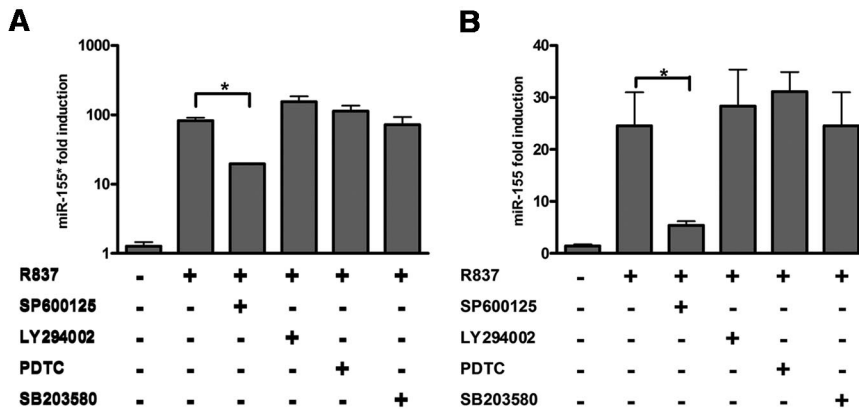 A
miR-155* fold induction
1000
100
10
1
*
R837 - + + + + +
SP600125 - - + - - -
LY294002 - - - + - -
PDTC - - - - + -
SB203580 - - - - - +
B
miR-155 fold induction
40
30
20
10
0
*
R837 - + + + + +
SP600125 - - + - - -
LY294002 - - - + - -
PDTC - - - - + -
SB203580 - - - - - +